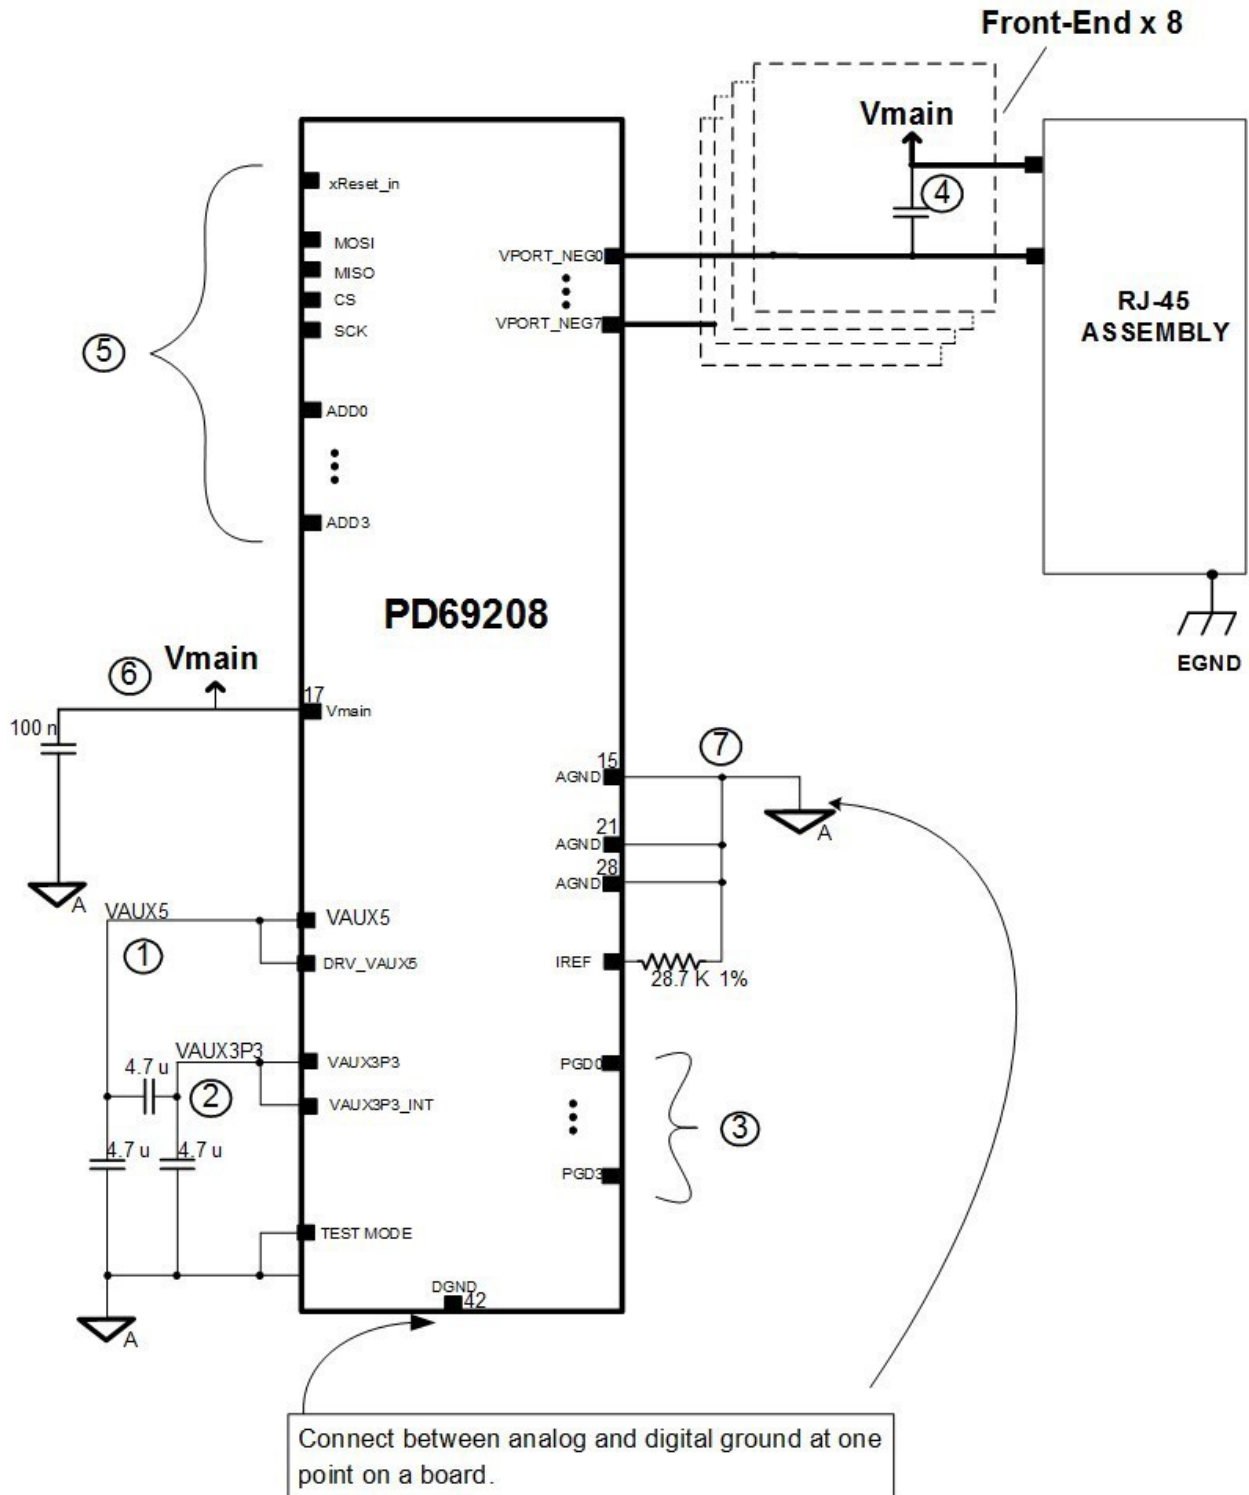 Front-End x 8
Vmain
4
xReset_in
MOSI
MISO
CS
SCK
5
ADD0
ADD3
VPORT_NEG0
VPORT_NEG7
RJ-45
ASSEMBLY
EGND
PD69208
6
Vmain
17
Vmain
100 n
A
7
15
AGND
A
21
AGND
28
AGND
IREF
28.7 K 1%
VAUX5
VAUX5
1
DRV_VAUX5
VAUX3P3
VAUX3P3
4.7 u
2
VAUX3P3_INT
4.7 u
4.7 u
PGD0
3
PGD3
TEST MODE
DGND
42
A
Connect between analog and digital ground at one
point on a board.